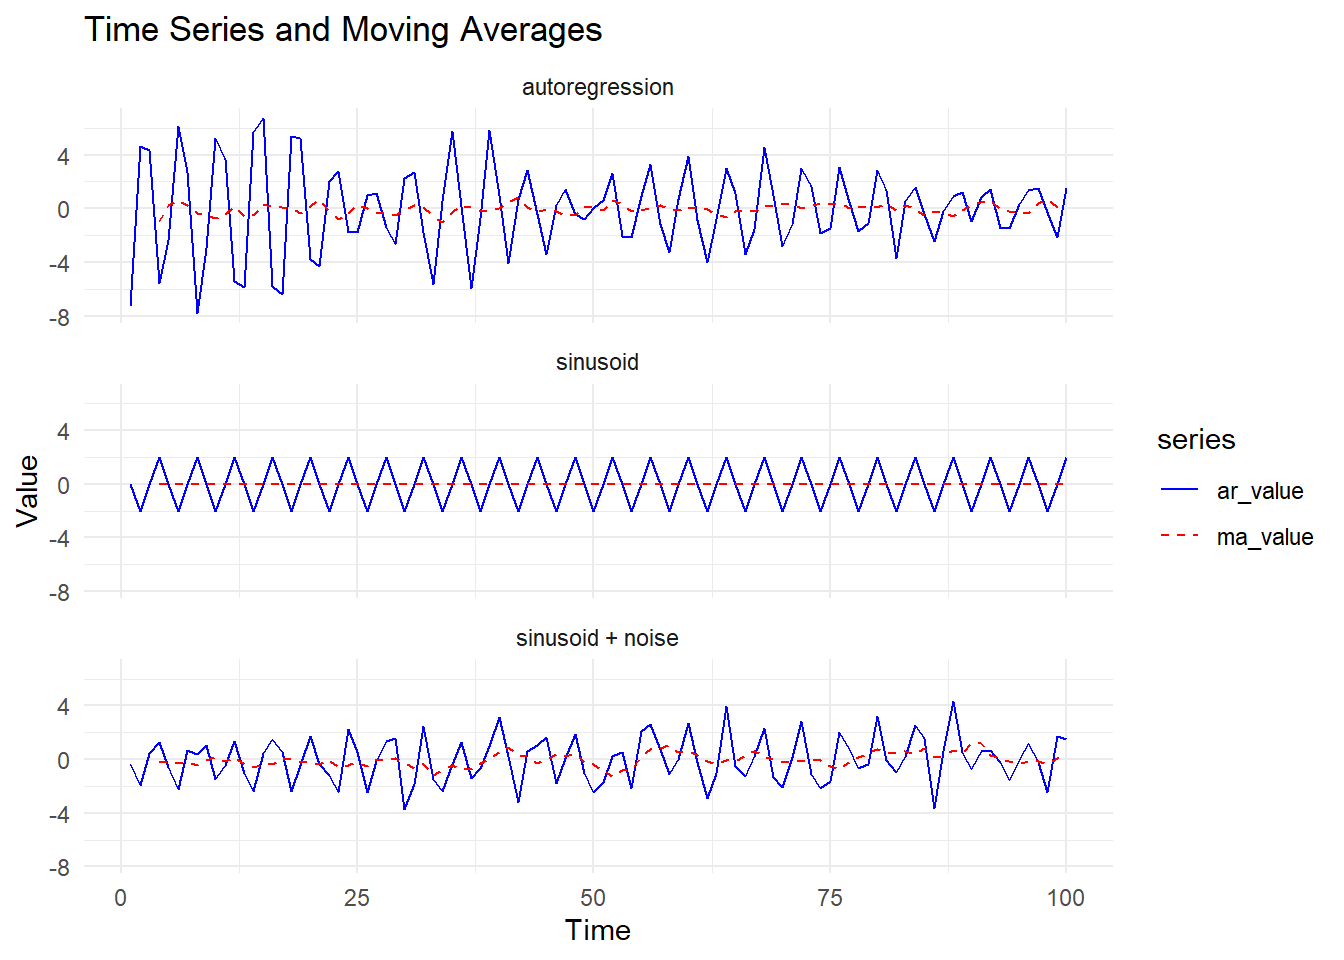 Time Series and Moving Averages
autoregression
4
0
-4
-8
sinusoid
4
0
-4
-8
sinusoid + noise
4
0
-4
-8
0 25 50 75 100
Time
Value
series
ar_value
ma_value